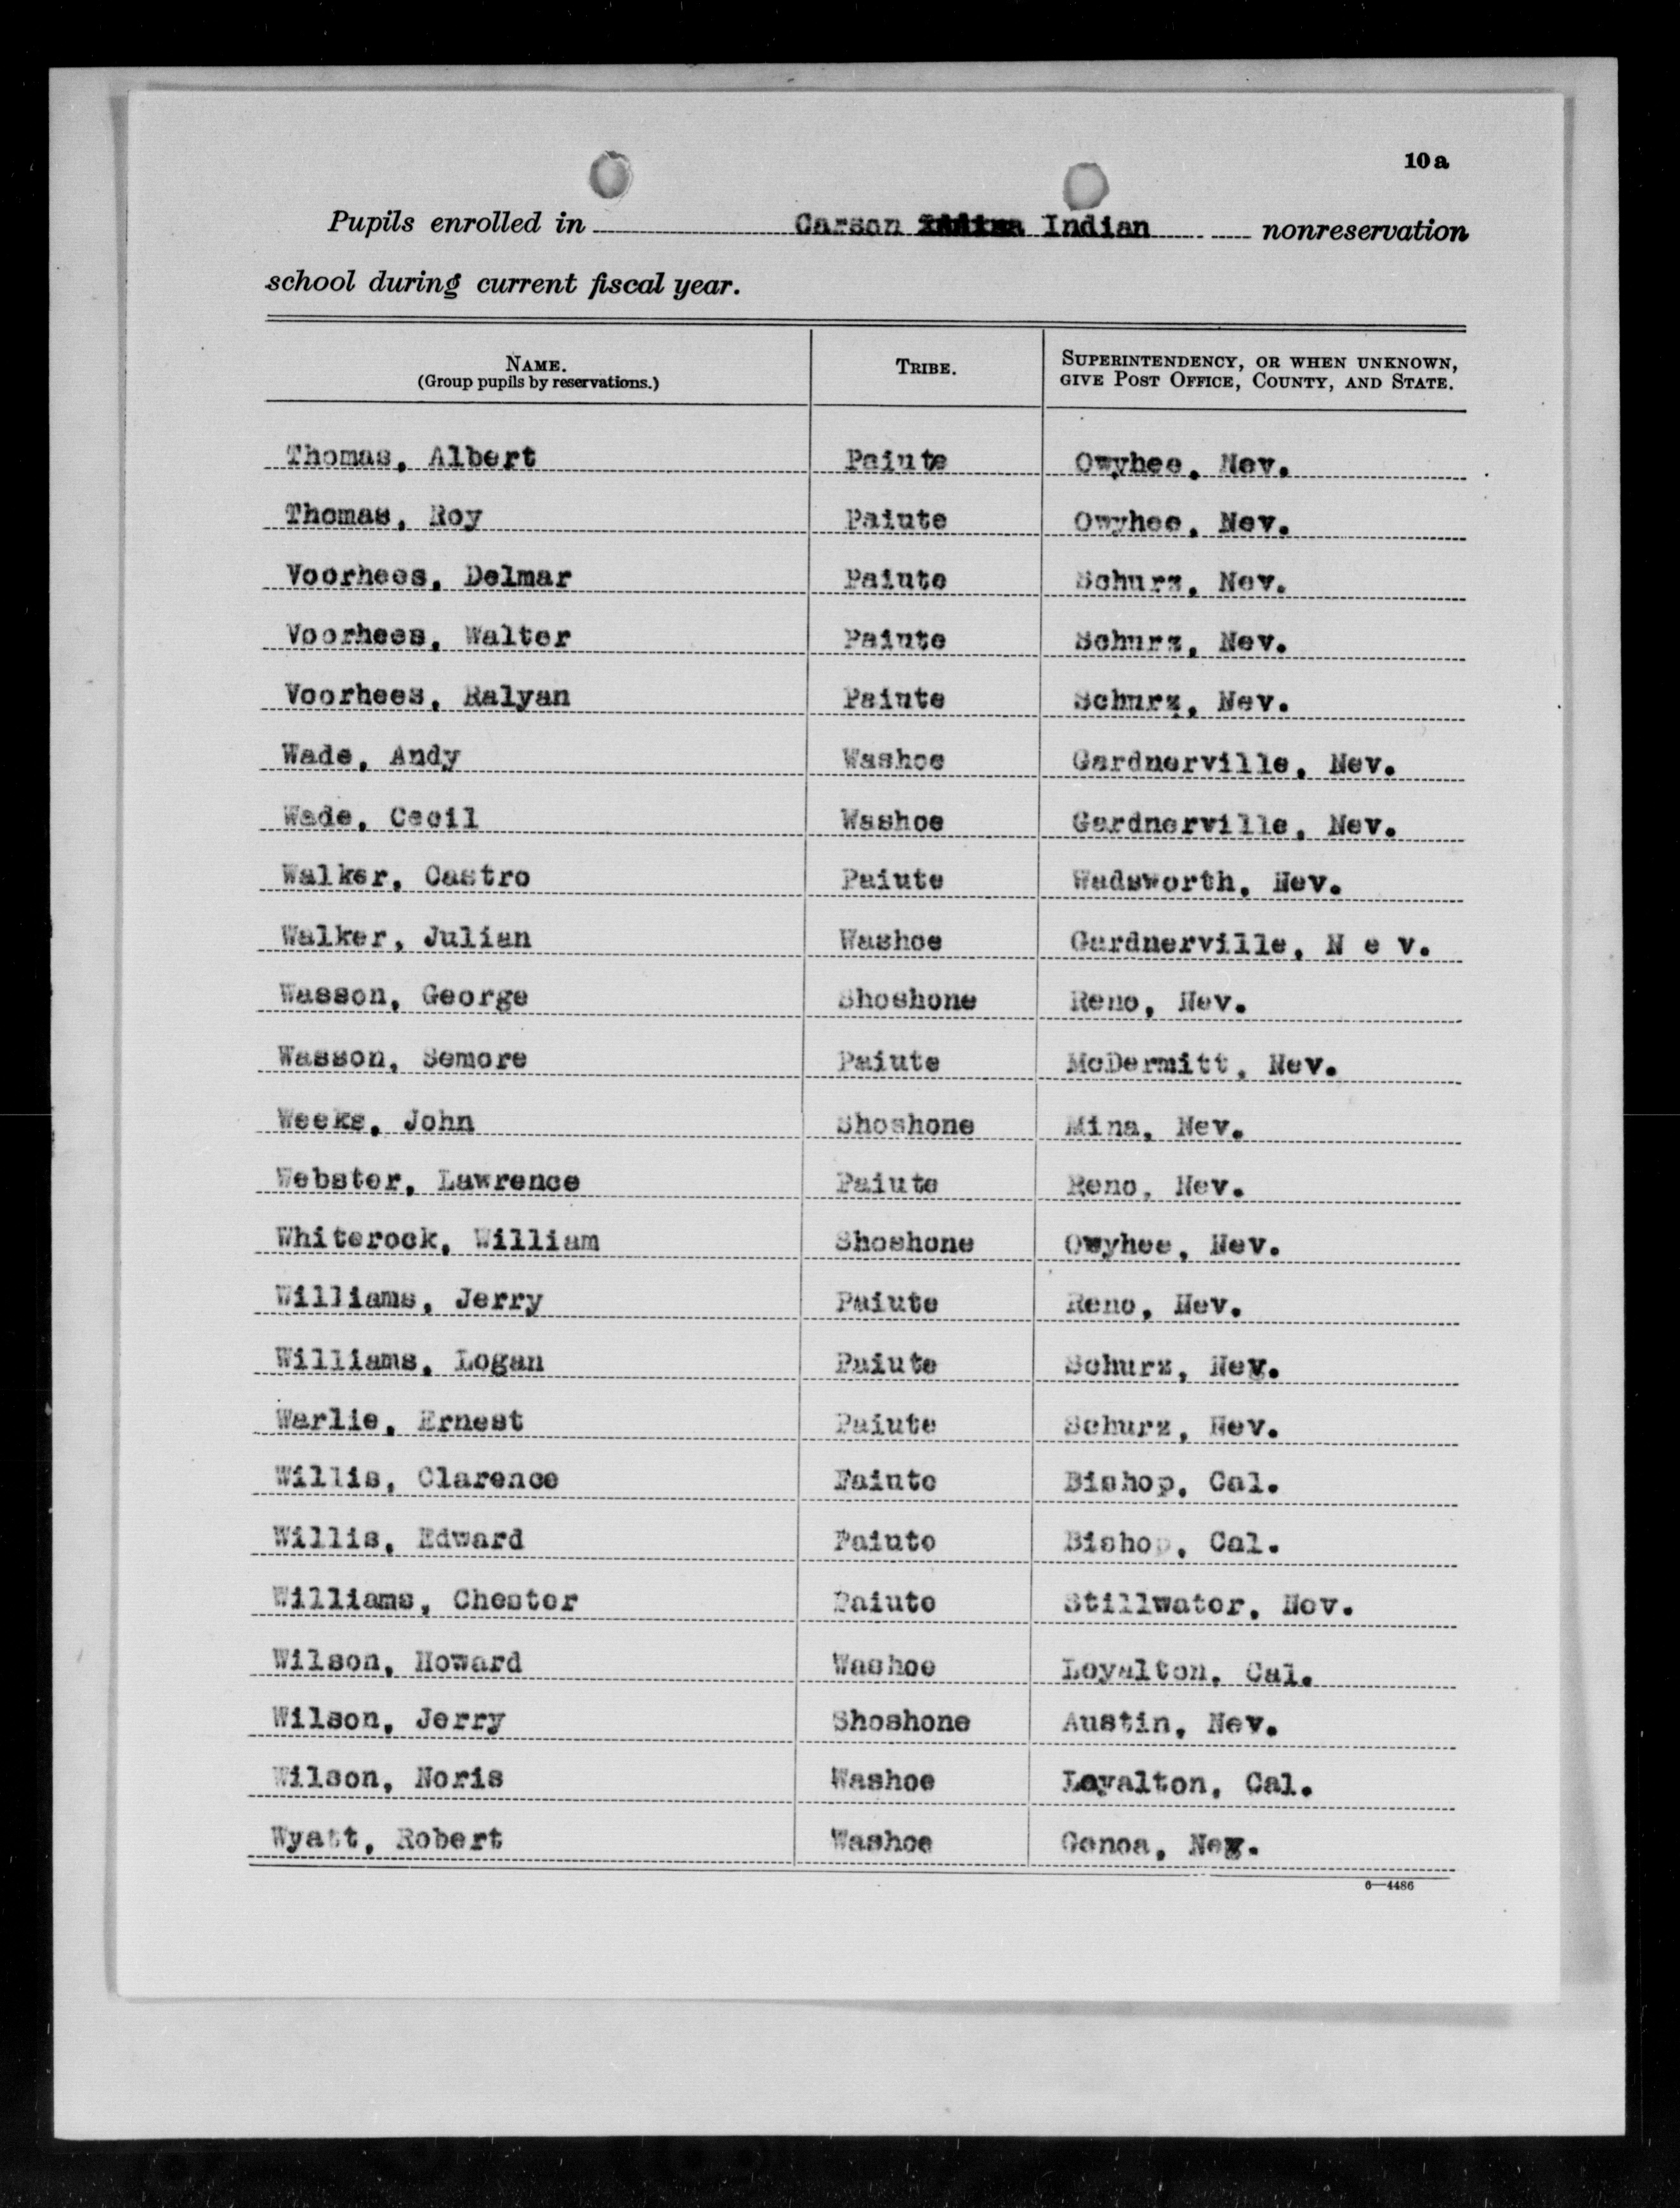 10a
Pupils enrolled in Carson Indian nonreservation
school during current fiscal year.
NAME. TRIBE. SUPERINTENDENCY, OR WHEN UNKNOWN,
(Group pupils by reservations.) GIVE POST OFFICE, COUNTY, AND STATE.
Thomas, Albert Paiute Owyhee, Nev.
Thomas, Roy Paiute Owyhee, Nev.
Voorhees, Delmar Paiute Schurz, Nev.
Voorhees, Walter Paiute Schurz, Nev.
Voorhees, Ralyan Paiute Schurz, Nev.
Wade, Andy Washoe Gardnerville, Nev.
Wade, Cecil Washoe Gardnerville, Nev.
Walker, Castro Paiute Wadsworth, Nev.
Walker, Julian Washoe Gardnerville, N e v.
Wasson, George Shoshone Reno, Nev.
Wasson, Semore Paiute McDermitt, Nev.
Weeks, John Shoshone Mina, Nev.
Webster, Lawrence Paiute Reno, Nev.
Whiterock, William Shoshone Owyhee, Nev.
Williams, Jerry Paiute Reno, Nev.
Williams, Logan Paiute Schurz, Nev.
Warlie, Ernest Paiute Schurz, Nev.
Willis, Clarence Paiute Bishop, Cal.
Willis, Edward Paiute Bishop, Cal.
Williams, Chester Paiute Stillwater, Nev.
Wilson, Howard Washoe Loyalton, Cal.
Wilson, Jerry Shoshone Austin, Nev.
Wilson, Noris Washoe Loyalton, Cal.
Wyatt, Robert Washoe Genoa, Nev.
6—4486